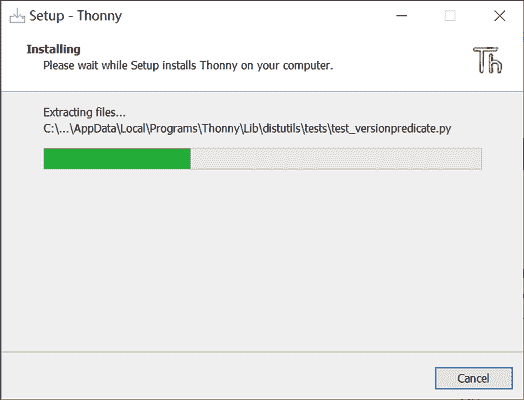 Setup - Thonny
Installing
Please wait while Setup installs Thonny on your computer.
Th
Extracting files...
C:\...\AppData\Local\Programs\Thonny\Lib\distutils\tests\test_versionpredicate.py
Cancel